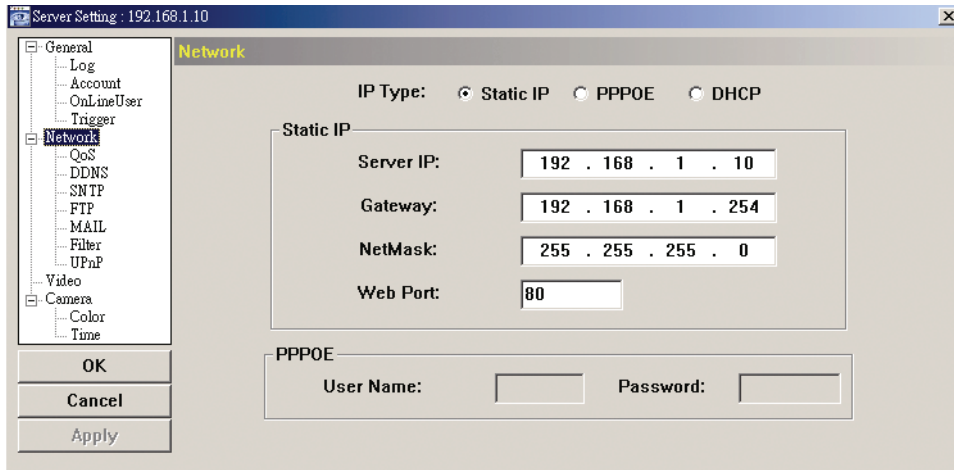 Server Setting : 192.168.1.10
General
Log
Account
OnLineUser
Trigger
Network
QoS
DDNS
SNTP
FTP
MAIL
Filter
UPnP
Video
Camera
Color
Time
OK
Cancel
Apply
Network
IP Type: Static IP PPPOE DHCP
Static IP
Server IP: 192 . 168 . 1 . 10
Gateway: 192 . 168 . 1 . 254
NetMask: 255 . 255 . 255 . 0
Web Port: 80
PPPOE
User Name: Password: